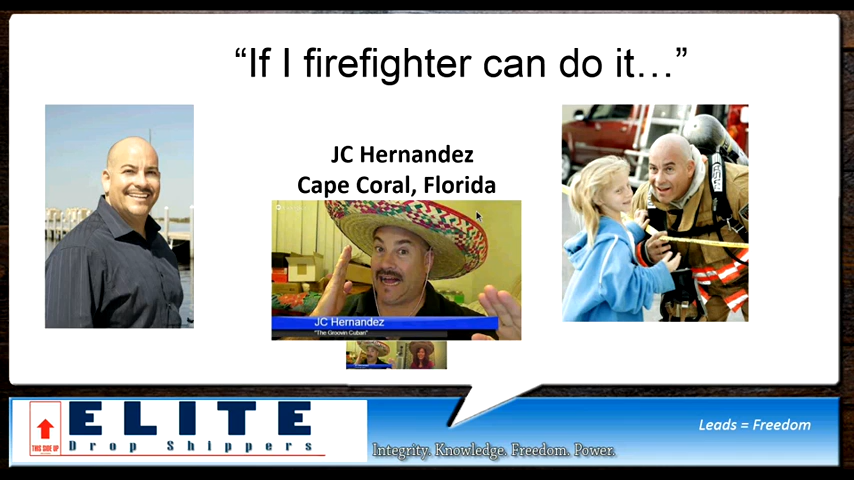 “If I firefighter can do it…”
JC Hernandez
Cape Coral, Florida
JC Hernandez
"The Groovin Cuban"
THIS SIDE UP
ELITE
Drop Shippers
Integrity. Knowledge. Freedom. Power.
Leads = Freedom